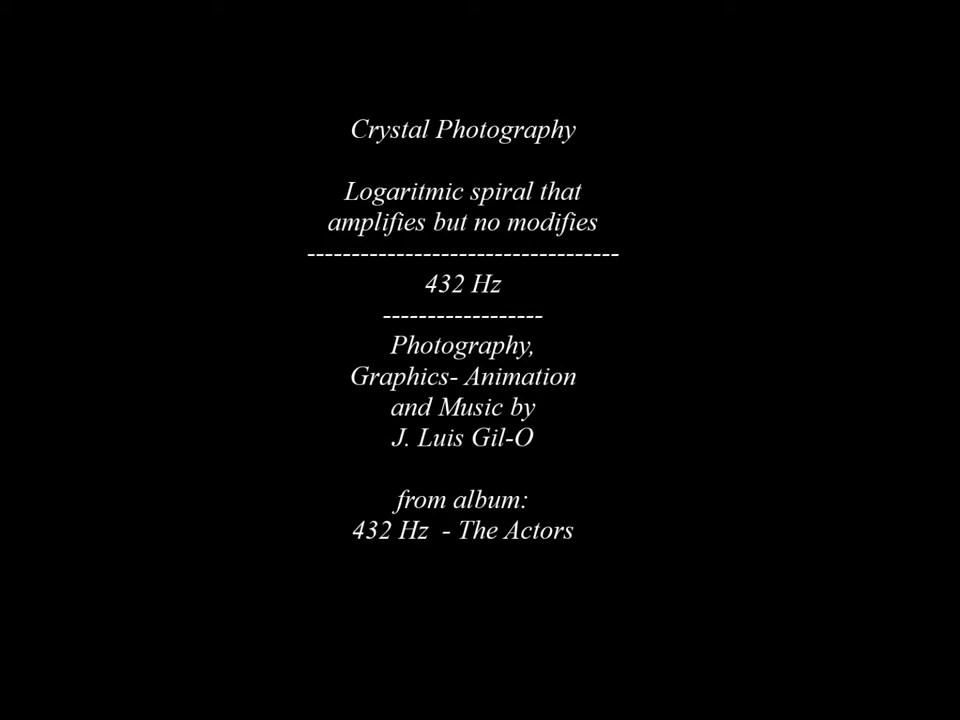 Crystal Photography
Logaritmic spiral that
amplifies but no modifies
-----------------------------------
432 Hz
------------------
Photography,
Graphics- Animation
and Music by
J. Luis Gil-O
from album:
432 Hz  - The Actors